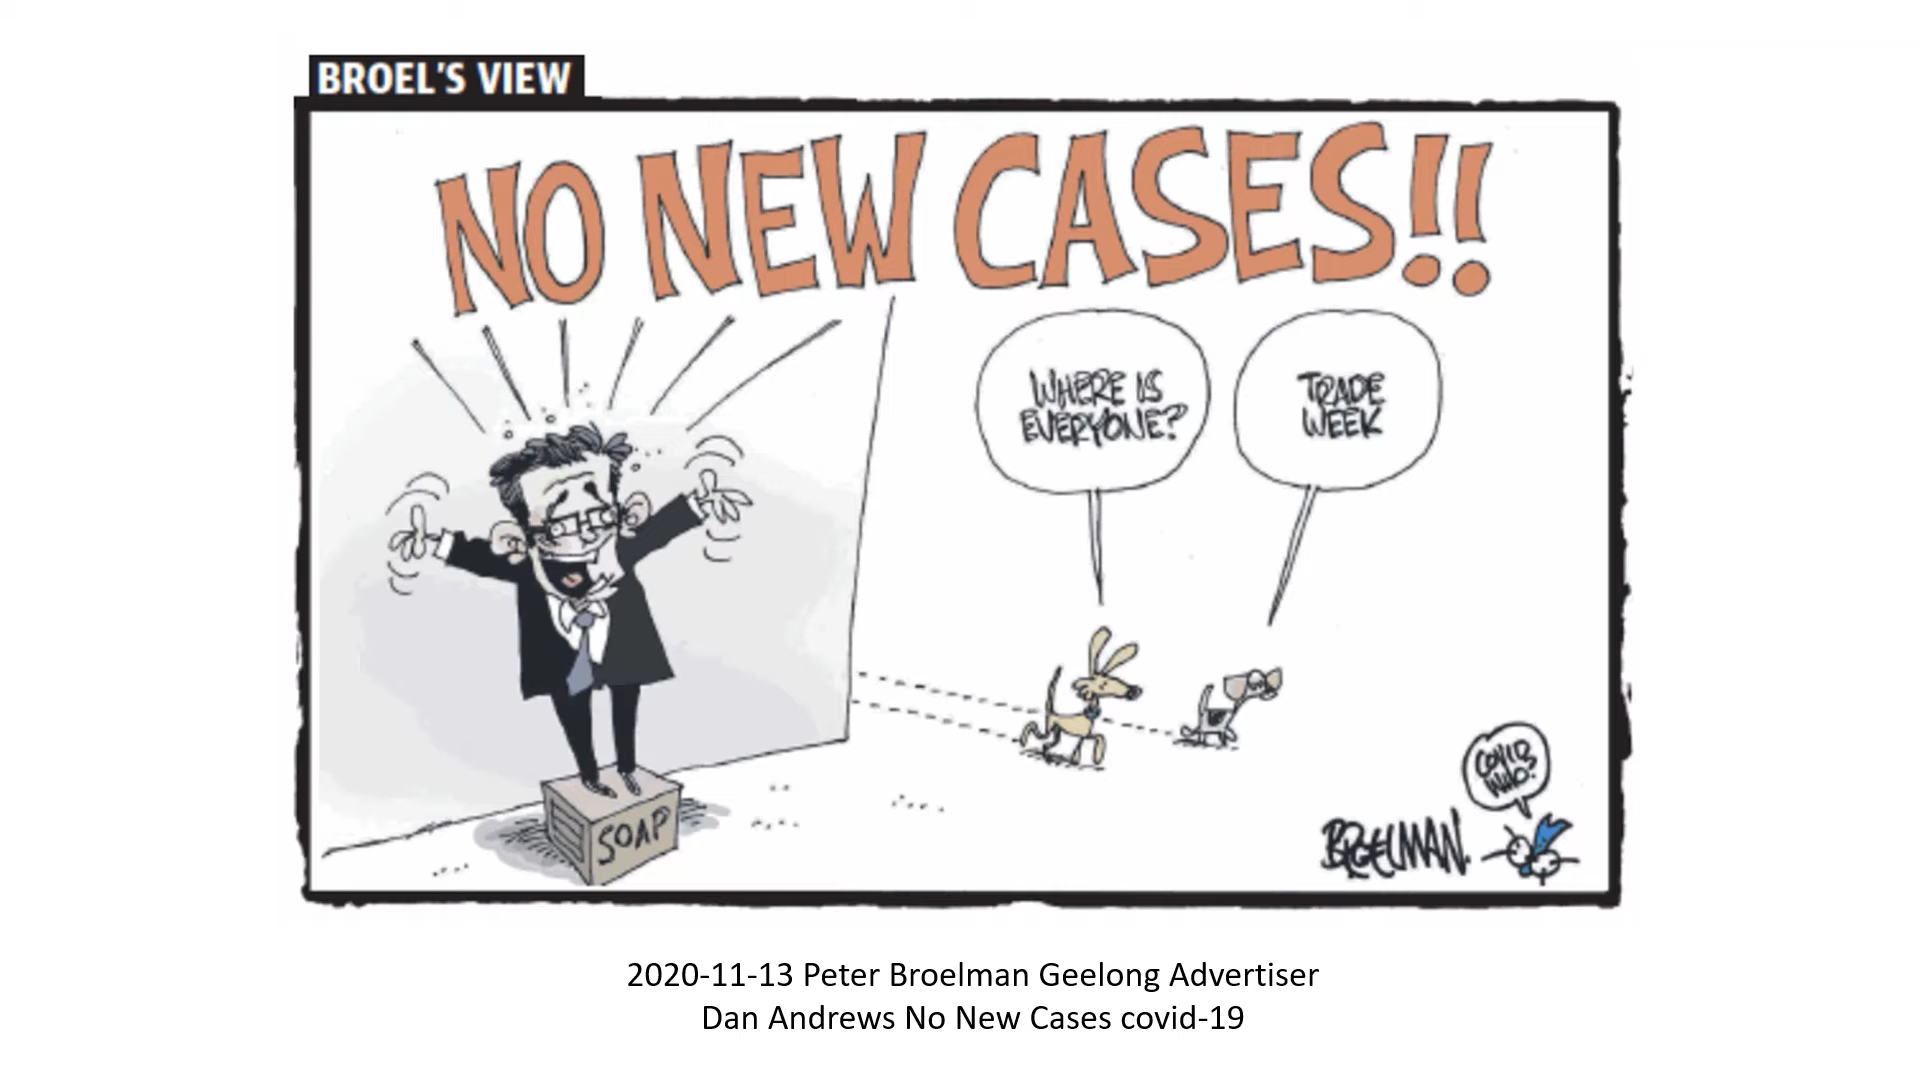 BROEL'S VIEW
NO NEW CASES!!
WHERE IS
EVERYONE?
TRADE
WEEK
SOAP
COVID
WHO?
BROELMAN.
2020-11-13 Peter Broelman Geelong Advertiser
Dan Andrews No New Cases covid-19